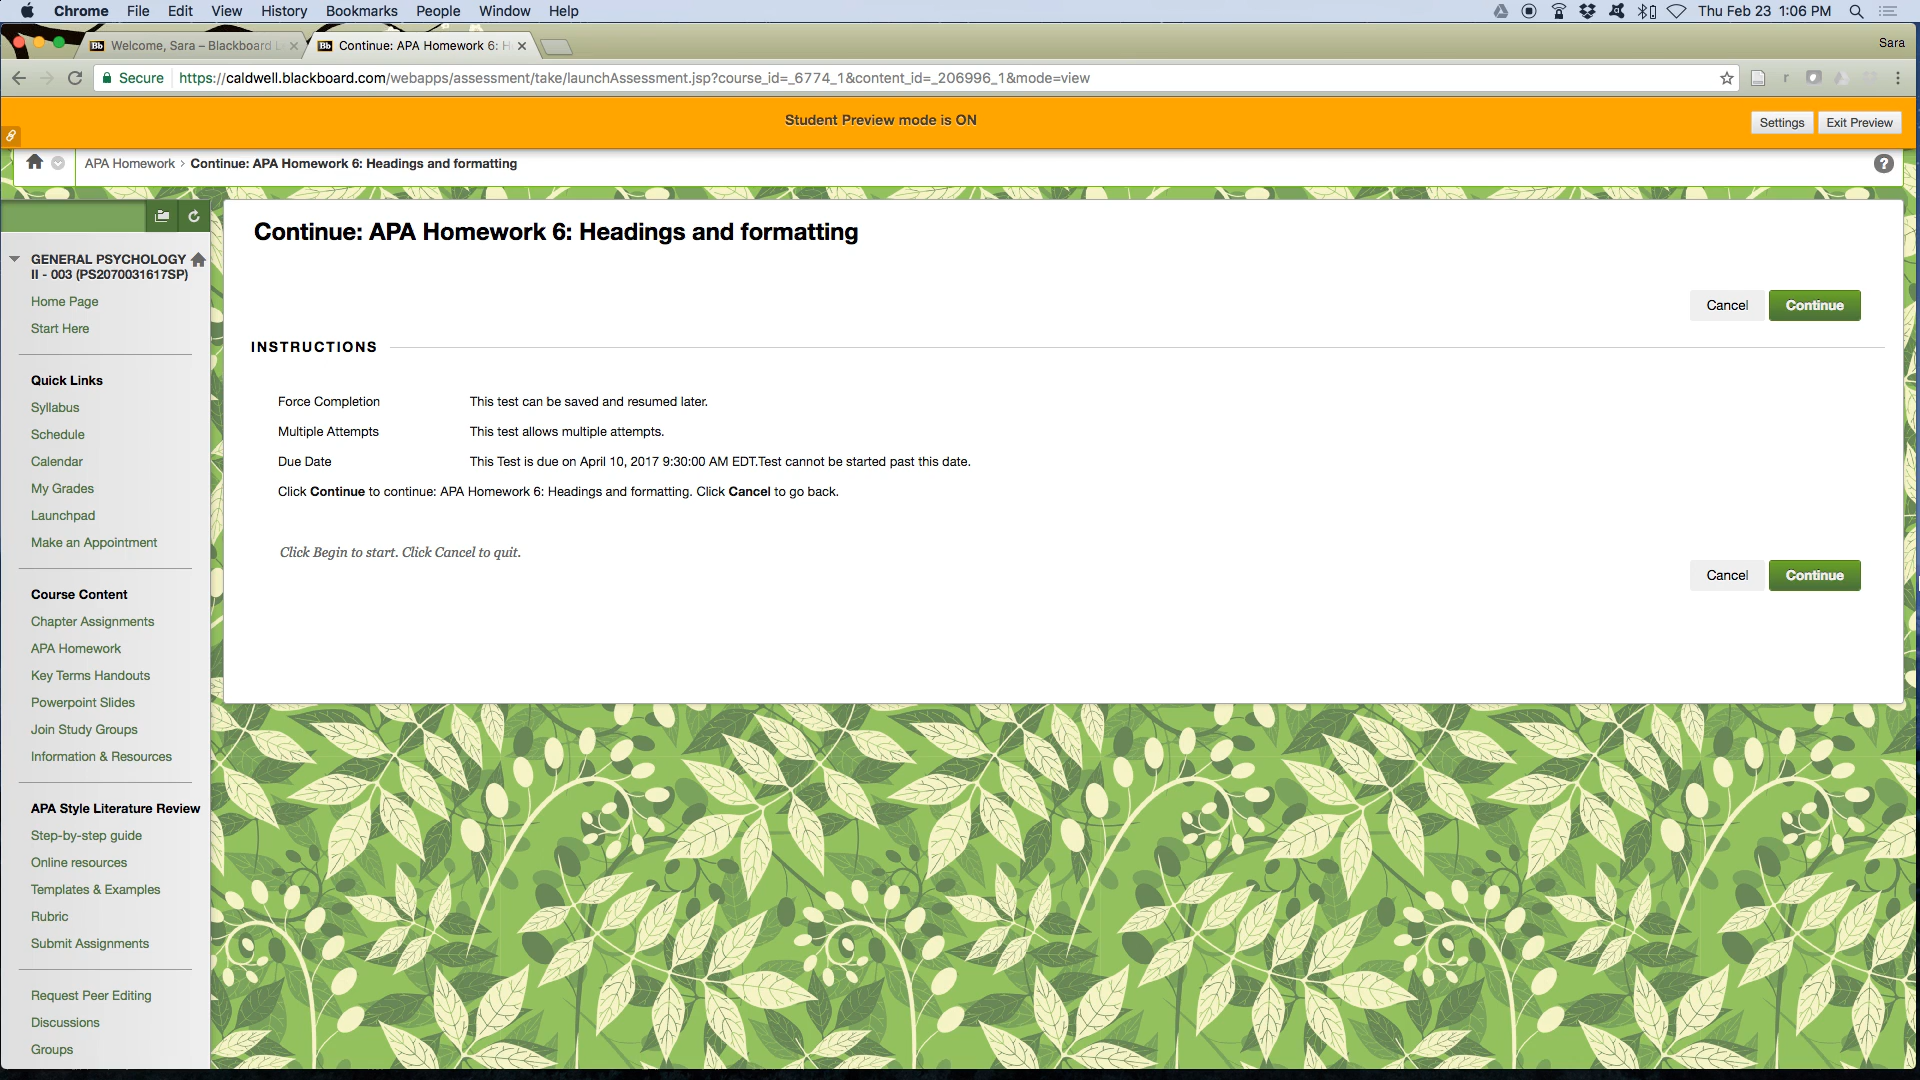 Chrome File Edit View History Bookmarks People Window Help Thu Feb 23 1:06 PM
Bb Welcome, Sara – Blackboard L Bb Continue: APA Homework 6: H Sara
Secure https://caldwell.blackboard.com/webapps/assessment/take/launchAssessment.jsp?course_id=_6774_1&content_id=_206996_1&mode=view r
Student Preview mode is ON Settings Exit Preview
APA Homework > Continue: APA Homework 6: Headings and formatting ?
Continue: APA Homework 6: Headings and formatting
Cancel Continue
INSTRUCTIONS
Force Completion This test can be saved and resumed later.
Multiple Attempts This test allows multiple attempts.
Due Date This Test is due on April 10, 2017 9:30:00 AM EDT.Test cannot be started past this date.
Click Continue to continue: APA Homework 6: Headings and formatting. Click Cancel to go back.
Click Begin to start. Click Cancel to quit.
Cancel Continue
GENERAL PSYCHOLOGY
II - 003 (PS2070031617SP)
Home Page
Start Here
Quick Links
Syllabus
Schedule
Calendar
My Grades
Launchpad
Make an Appointment
Course Content
Chapter Assignments
APA Homework
Key Terms Handouts
Powerpoint Slides
Join Study Groups
Information & Resources
APA Style Literature Review
Step-by-step guide
Online resources
Templates & Examples
Rubric
Submit Assignments
Request Peer Editing
Discussions
Groups